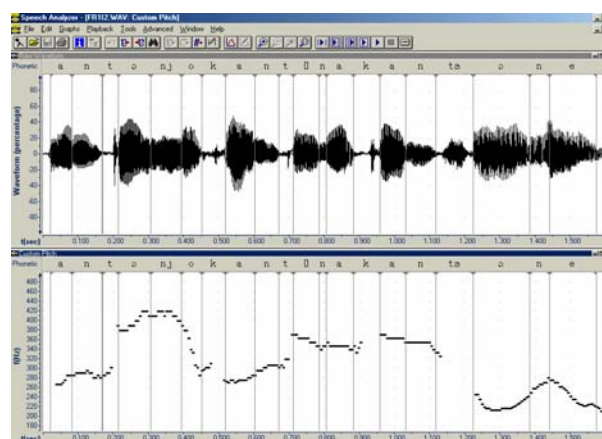 Speech Analyzer - [FR1I2.WAV: Custom Pitch]
File Edit Graphs Playback Tools Advanced Window Help
Phonetic a n t ɔ nj o k a n t n a k a n ts ɔ n e
Waveform (percentage)
80
60
40
20
0
-20
-40
-60
-80
t(sec) 0.100 0.200 0.300 0.400 0.500 0.600 0.700 0.800 0.900 1.000 1.100 1.200 1.300 1.400 1.500
Custom Pitch
Phonetic a n t ɔ nj o k a n t n a k a n ts ɔ n e
f(Hz)
480
460
440
420
400
380
360
340
320
300
280
260
240
220
200
180
t(sec) 0.100 0.200 0.300 0.400 0.500 0.600 0.700 0.800 0.900 1.000 1.100 1.200 1.300 1.400 1.500